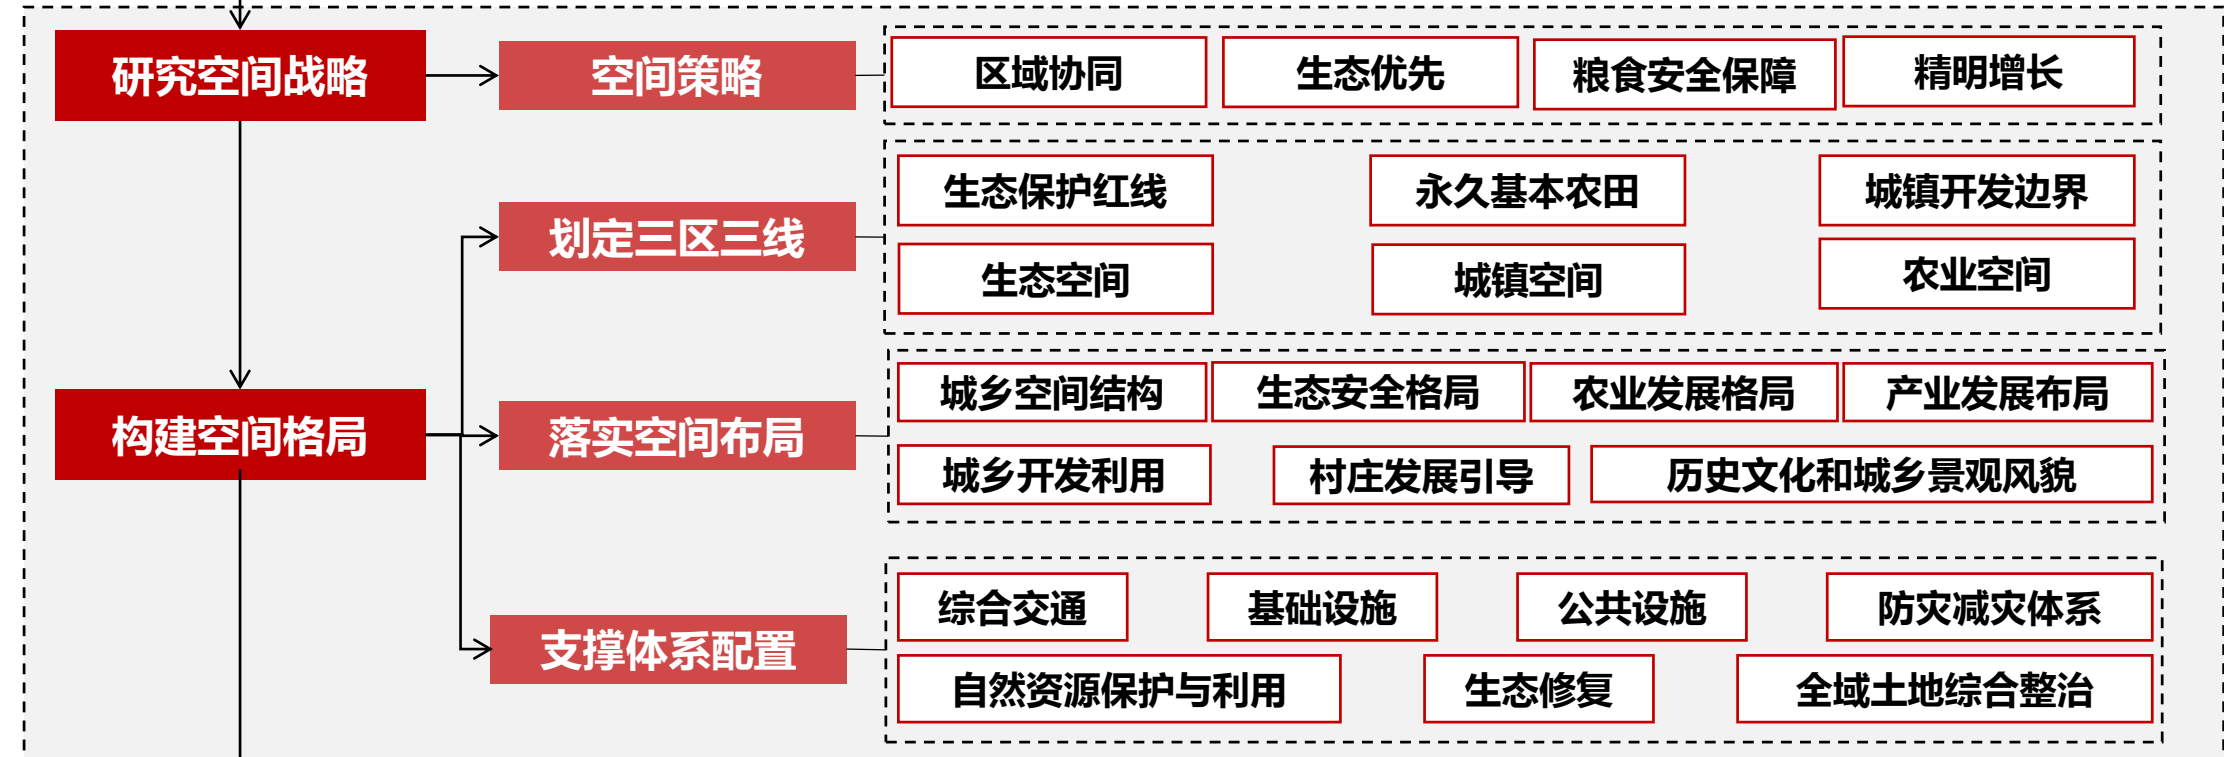 研究空间战略
空间策略
区域协同
生态优先
粮食安全保障
精明增长
划定三区三线
生态保护红线
永久基本农田
城镇开发边界
生态空间
城镇空间
农业空间
构建空间格局
落实空间布局
城乡空间结构
生态安全格局
农业发展格局
产业发展布局
城乡开发利用
村庄发展引导
历史文化和城乡景观风貌
支撑体系配置
综合交通
基础设施
公共设施
防灾减灾体系
自然资源保护与利用
生态修复
全域土地综合整治